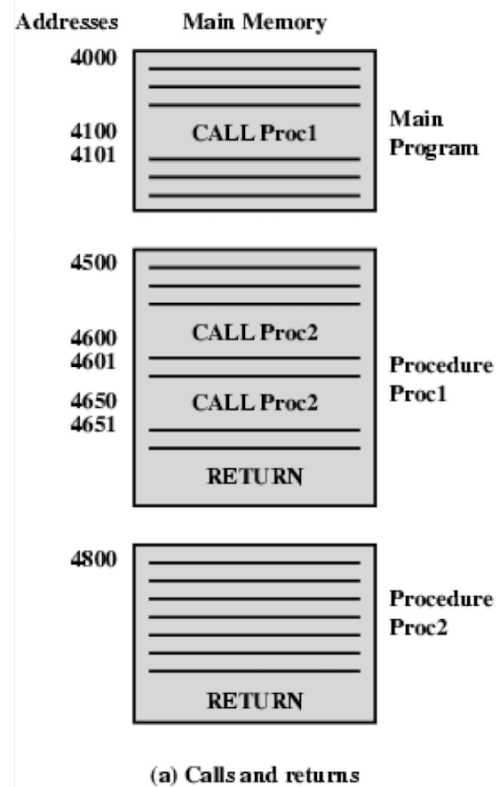 Addresses Main Memory
4000
4100 CALL Proc1
4101
Main
Program
4500
4600 CALL Proc2
4601
4650 CALL Proc2
4651
RETURN
Procedure
Proc1
4800
RETURN
Procedure
Proc2
(a) Calls and returns